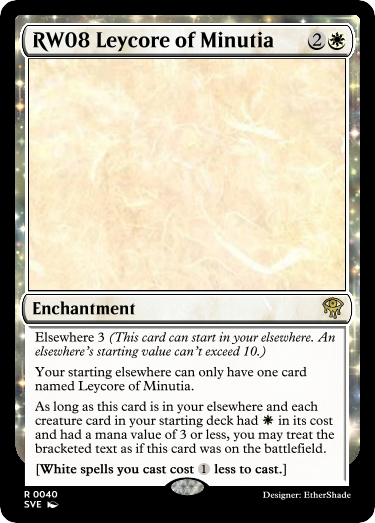 RW08 Leycore of Minutia 2
Enchantment
Elsewhere 3 (This card can start in your elsewhere. An
elsewhere's starting value can't exceed 10.)
Your starting elsewhere can only have one card
named Leycore of Minutia.
As long as this card is in your elsewhere and each
creature card in your starting deck had in its cost
and had a mana value of 3 or less, you may treat the
bracketed text as if this card was on the battlefield.
[White spells you cast cost 1 less to cast.]
R 0040
SVE
Designer: EtherShade